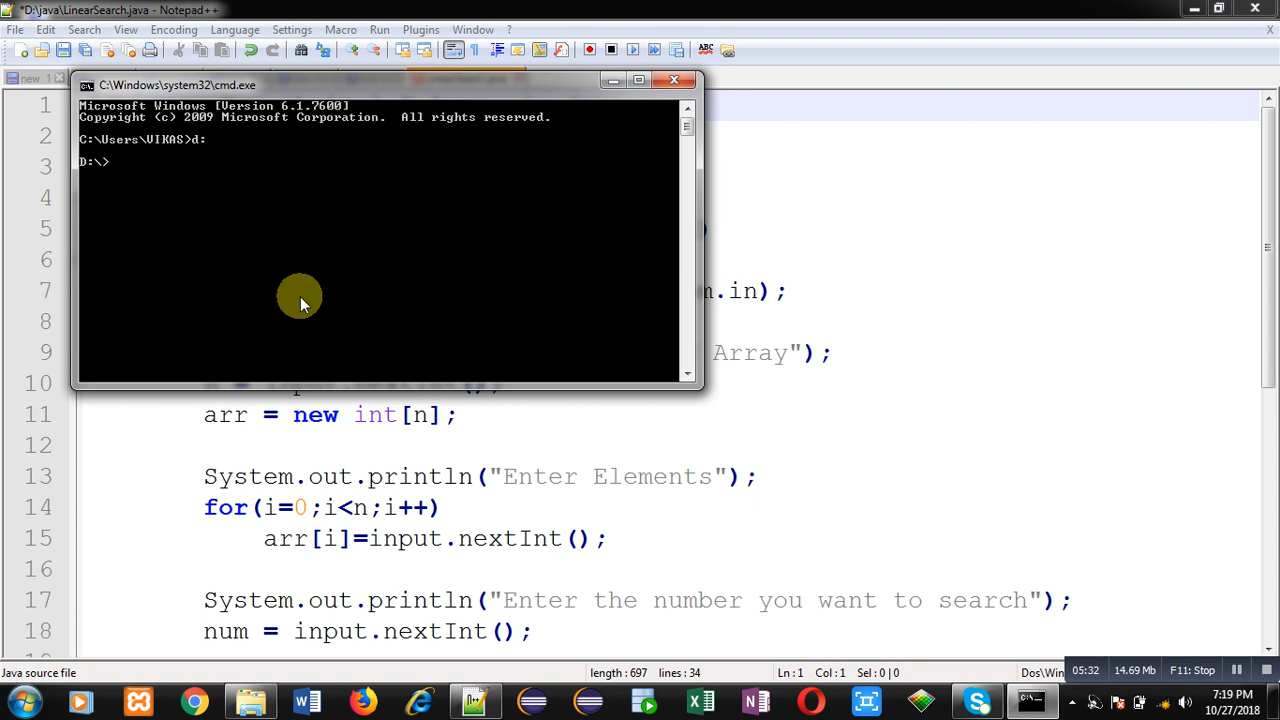 *D:\java\LinearSearch.java - Notepad++
File Edit Search View Encoding Language Settings Macro Run Plugins Window ?
X
new 1
C:\Windows\system32\cmd.exe
Microsoft Windows [Version 6.1.7600]
Copyright (c) 2009 Microsoft Corporation.  All rights reserved.
C:\Users\VIKAS>d:
D:\>
1
2
3
4
5 )
6
7 m.in);
8
9 Array");
10
11 arr = new int[n];
12
13 System.out.println("Enter Elements");
14 for(i=0;i<n;i++)
15 arr[i]=input.nextInt();
16
17 System.out.println("Enter the number you want to search");
18 num = input.nextInt();
Java source file length : 697 lines : 34 Ln : 1 Col : 1 Sel : 0 | 0 Dos\Win
05:32 14.69 Mb F11: Stop
7:19 PM
10/27/2018